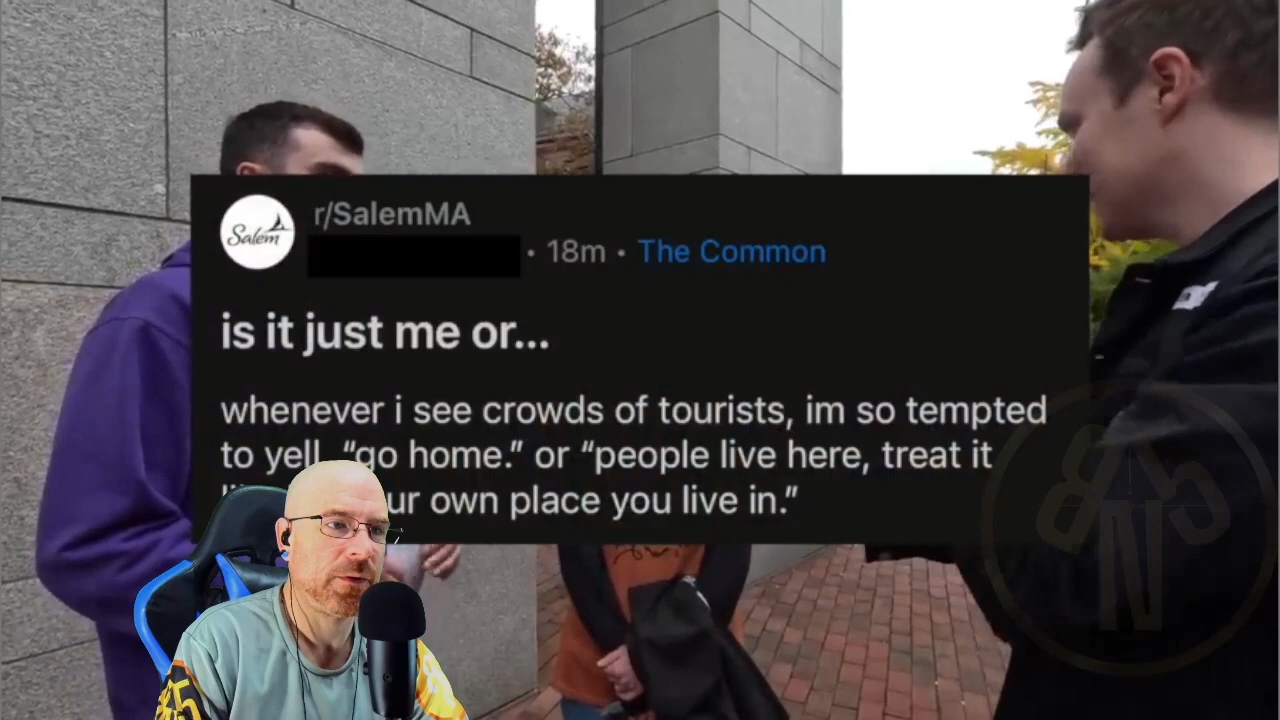 Salem
r/SalemMA
• 18m • The Common
is it just me or...
whenever i see crowds of tourists, im so tempted
to yell, “go home.” or “people live here, treat it
own place you live in.”
BNG